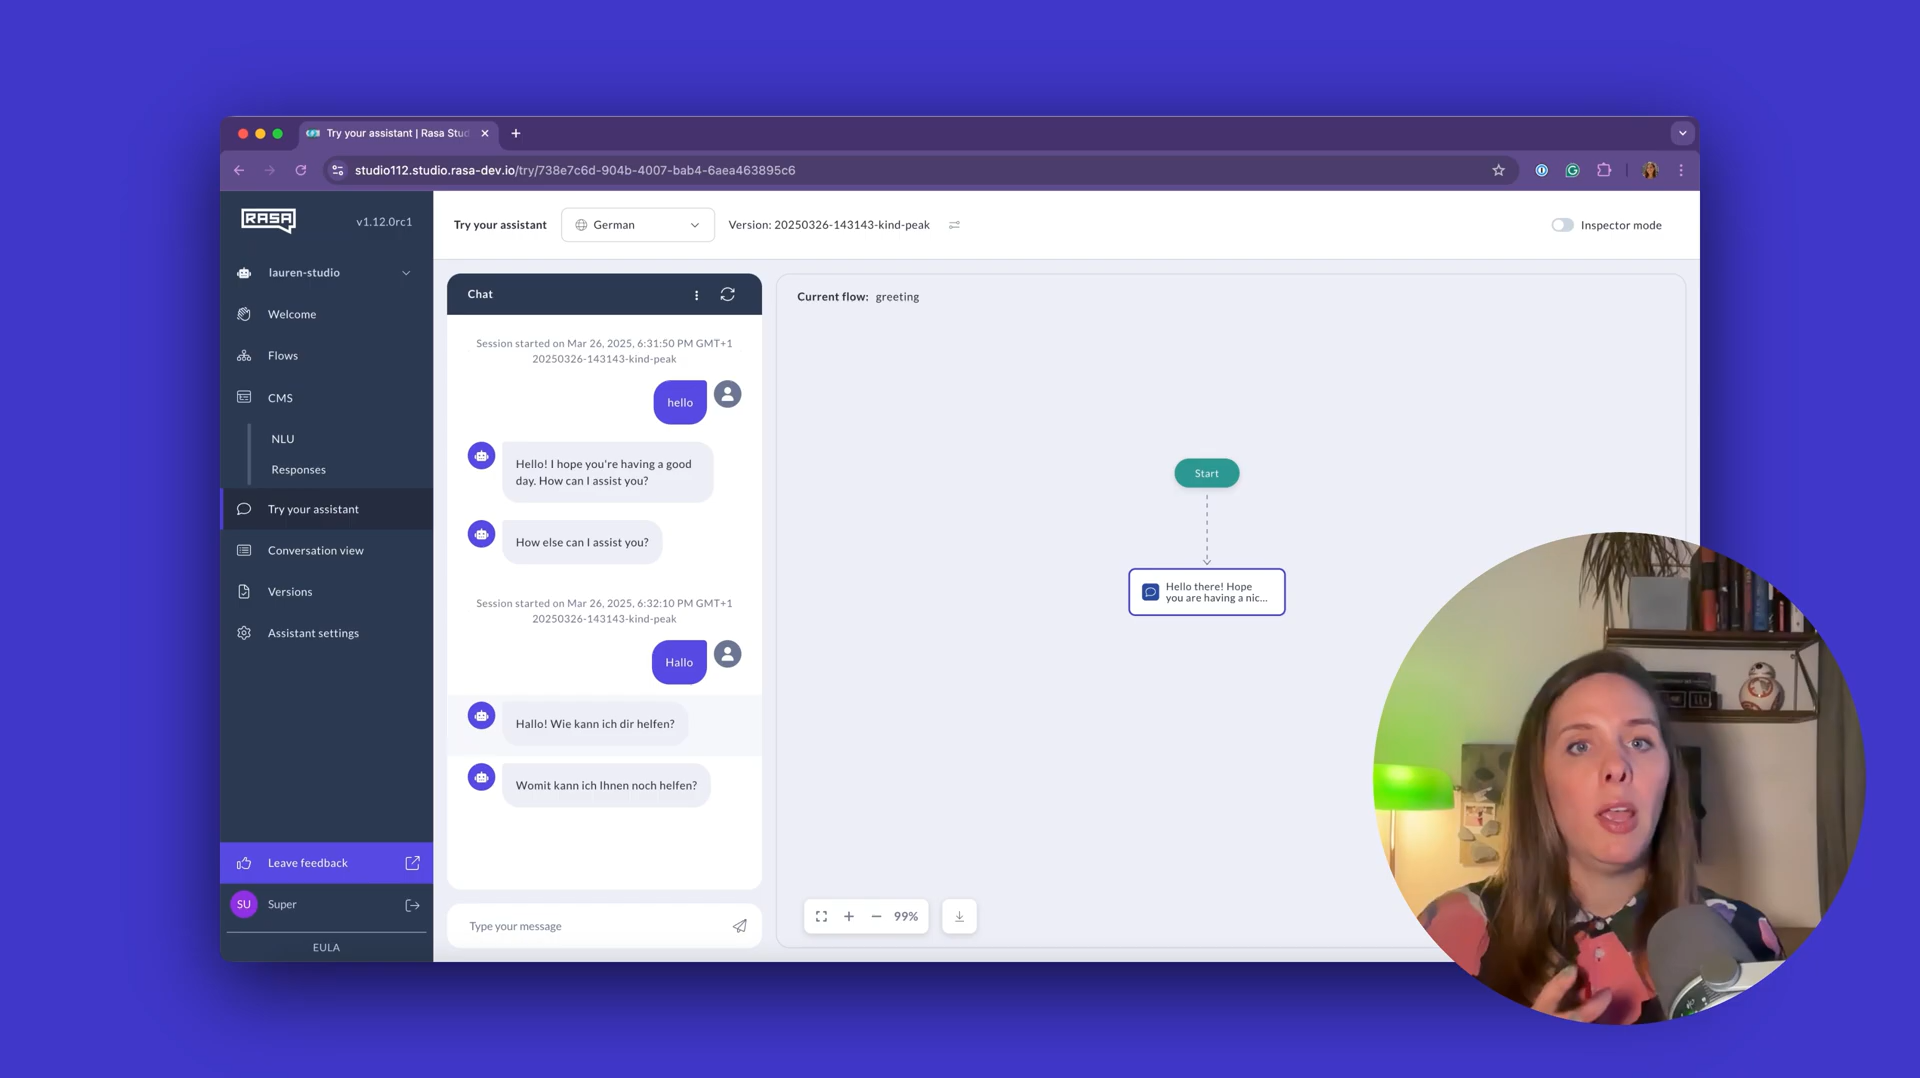 Try your assistant | Rasa Stud
studio112.studio.rasa-dev.io/try/738e7c6d-904b-4007-bab4-6aea463895c6
RASA
v1.12.0rc1
lauren-studio
Welcome
Flows
CMS
NLU
Responses
Try your assistant
Conversation view
Versions
Assistant settings
Leave feedback
SU
Super
EULA
Try your assistant
German
Version: 20250326-143143-kind-peak
Inspector mode
Chat
Session started on Mar 26, 2025, 6:31:50 PM GMT+1
20250326-143143-kind-peak
hello
Hello! I hope you're having a good
day. How can I assist you?
How else can I assist you?
Session started on Mar 26, 2025, 6:32:10 PM GMT+1
20250326-143143-kind-peak
Hallo
Hallo! Wie kann ich dir helfen?
Womit kann ich Ihnen noch helfen?
Type your message
Current flow: greeting
Start
Hello there! Hope
you are having a nic...
99%